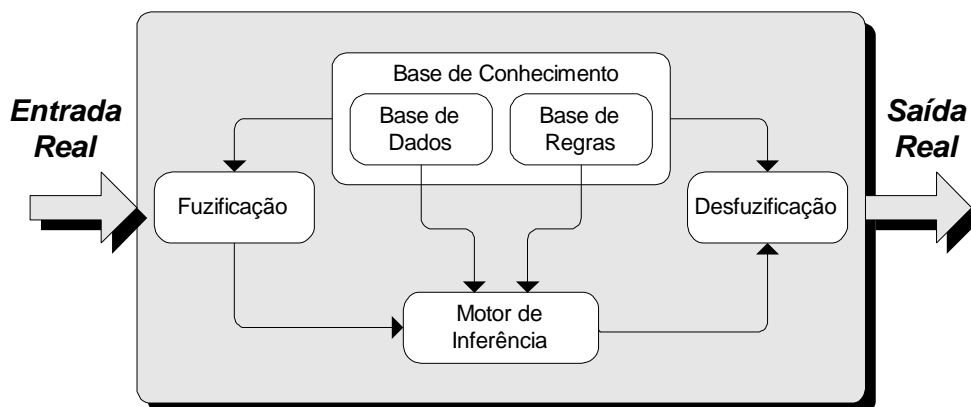 Entrada
Real
Base de Conhecimento
Base de
Dados
Base de
Regras
Saída
Real
Fuzificação
Desfuzificação
Motor de
Inferência